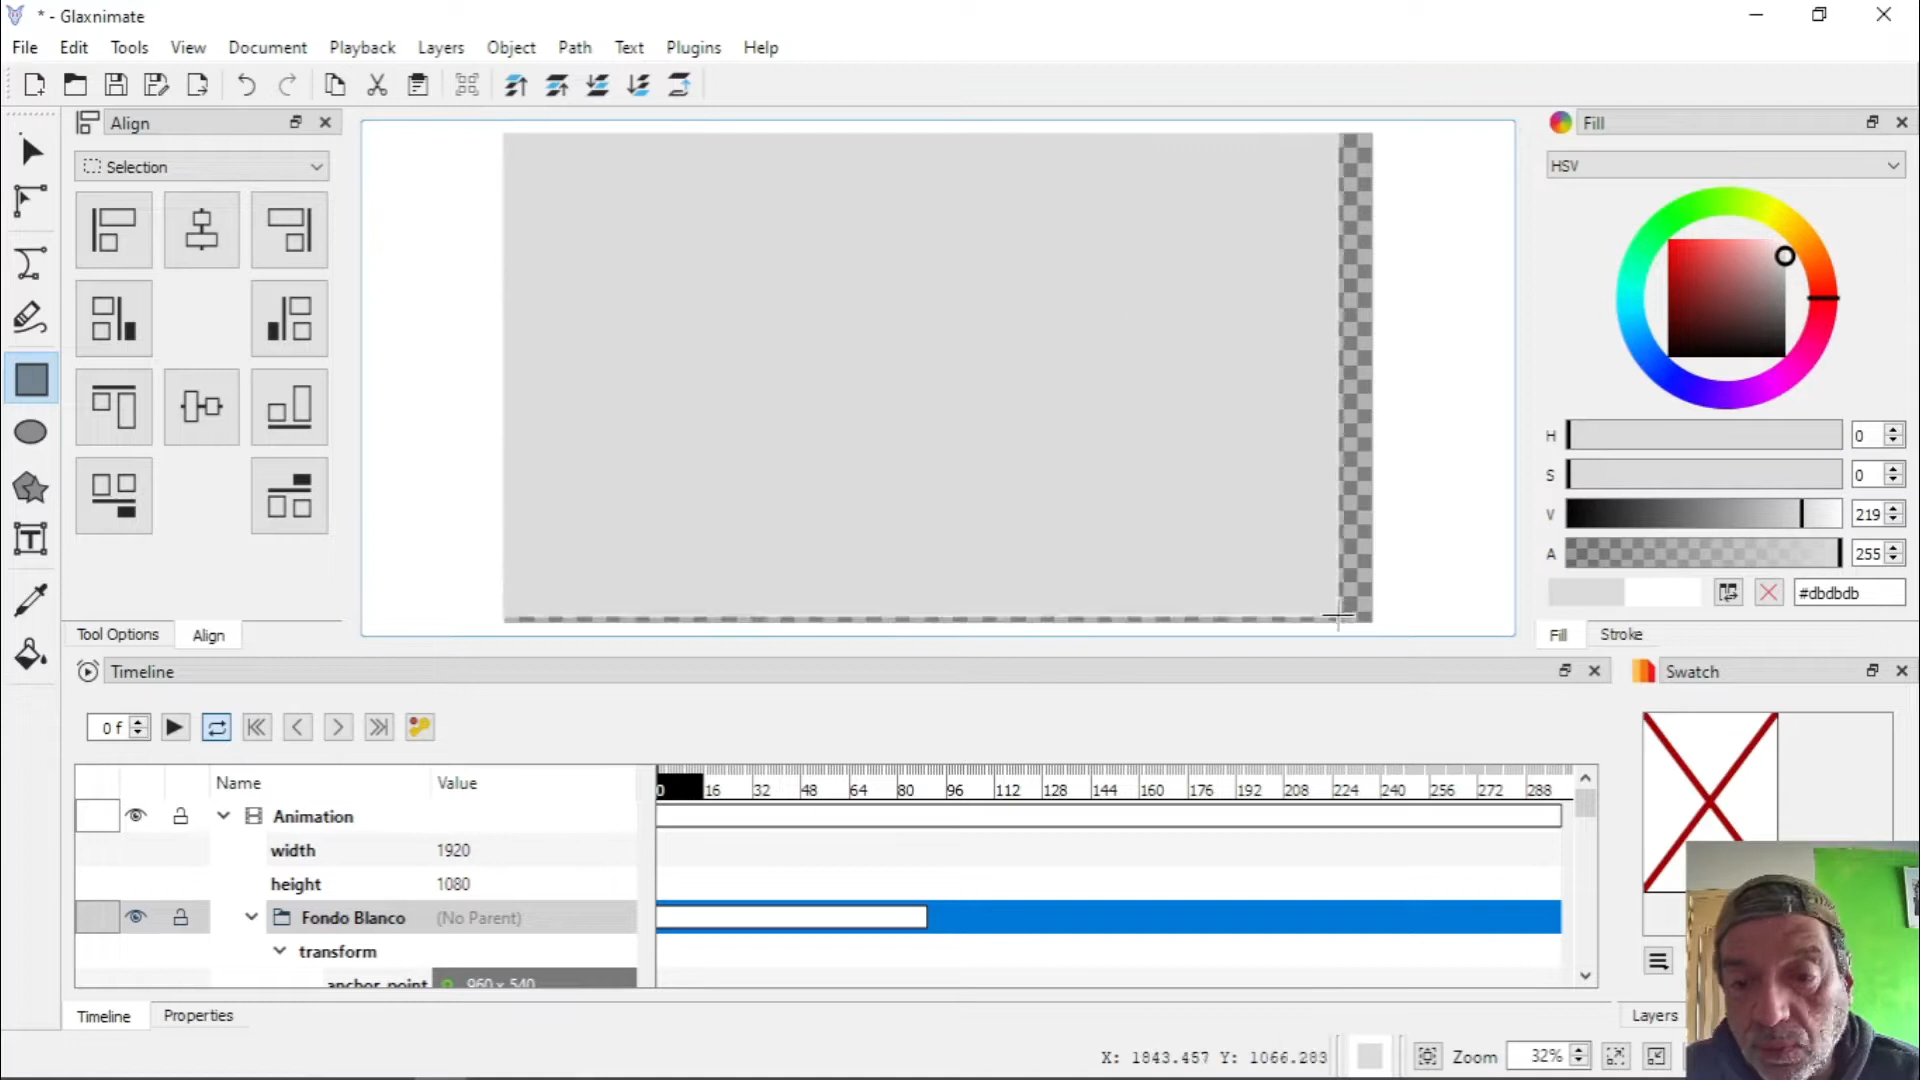 * - Glaxnimate
File Edit Tools View Document Playback Layers Object Path Text Plugins Help
Align
Selection
Tool Options Align
Fill
HSV
H 0
S 0
V 219
A 255
#dbdbdb
Fill Stroke
Timeline
0 f
Name Value
0 16 32 48 64 80 96 112 128 144 160 176 192 208 224 240 256 272 288
Animation
width 1920
height 1080
Fondo Blanco (No Parent)
transform
anchor_point 960 x 540
Timeline Properties
Swatch
Layers
X: 1843.457 Y: 1066.283
Zoom 32%